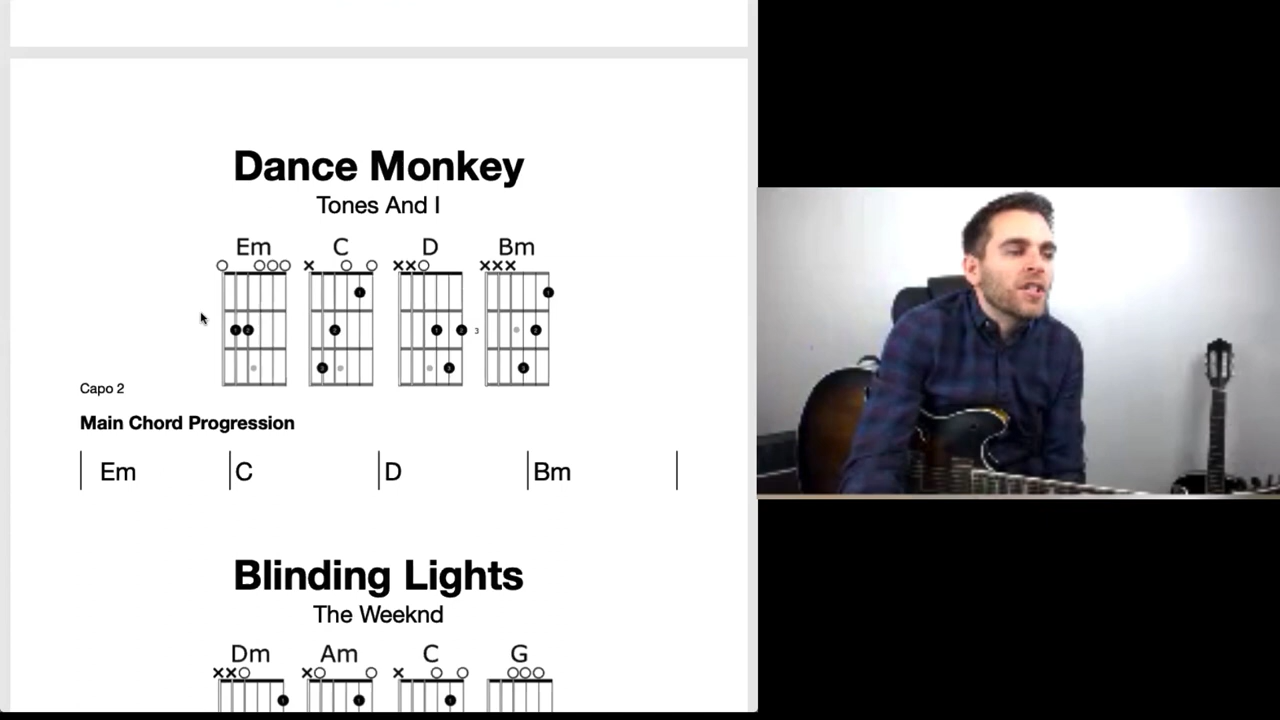 Dance Monkey
Tones And I
Em C D Bm
3
Capo 2
Main Chord Progression
Em C D Bm
Blinding Lights
The Weeknd
Dm Am C G